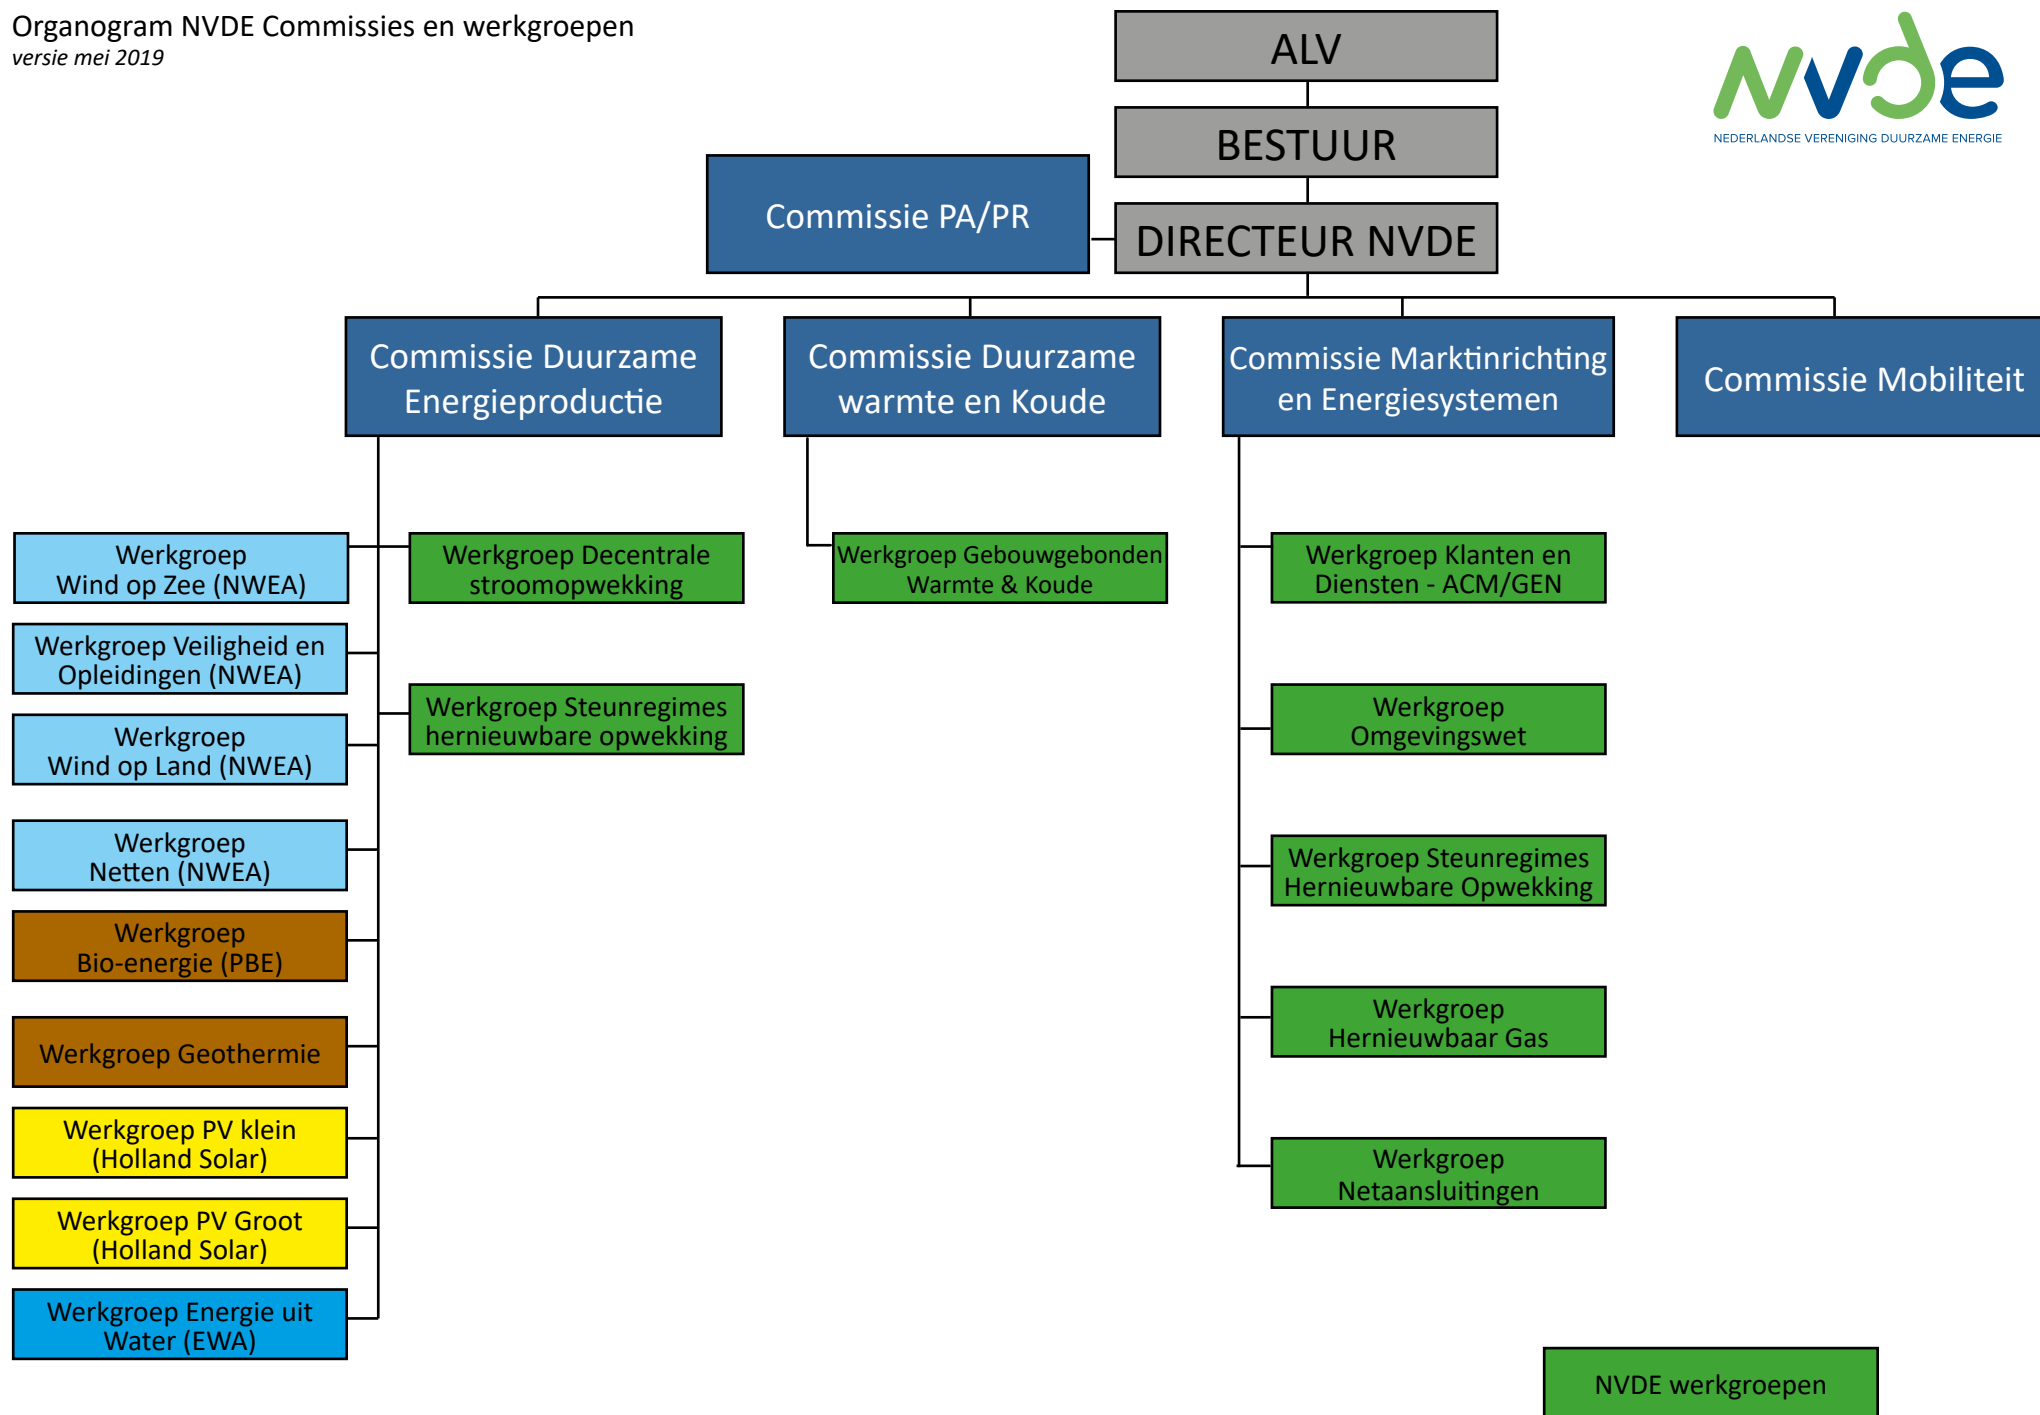 Organogram NVDE Commissies en werkgroepen
versie mei 2019
nvde
NEDERLANDSE VERENIGING DUURZAME ENERGIE
ALV
BESTUUR
Commissie PA/PR
DIRECTEUR NVDE
Commissie Duurzame
Energieproductie
Commissie Duurzame
warmte en Koude
Commissie Marktinrichting
en Energiesystemen
Commissie Mobiliteit
Werkgroep
Wind op Zee (NWEA)
Werkgroep Veiligheid en
Opleidingen (NWEA)
Werkgroep
Wind op Land (NWEA)
Werkgroep
Netten (NWEA)
Werkgroep
Bio-energie (PBE)
Werkgroep Geothermie
Werkgroep PV klein
(Holland Solar)
Werkgroep PV Groot
(Holland Solar)
Werkgroep Energie uit
Water (EWA)
Werkgroep Decentrale
stroomopwekking
Werkgroep Steunregimes
hernieuwbare opwekking
Werkgroep Gebouwgebonden
Warmte & Koude
Werkgroep Klanten en
Diensten - ACM/GEN
Werkgroep
Omgevingswet
Werkgroep Steunregimes
Hernieuwbare Opwekking
Werkgroep
Hernieuwbaar Gas
Werkgroep
Netaansluitingen
NVDE werkgroepen